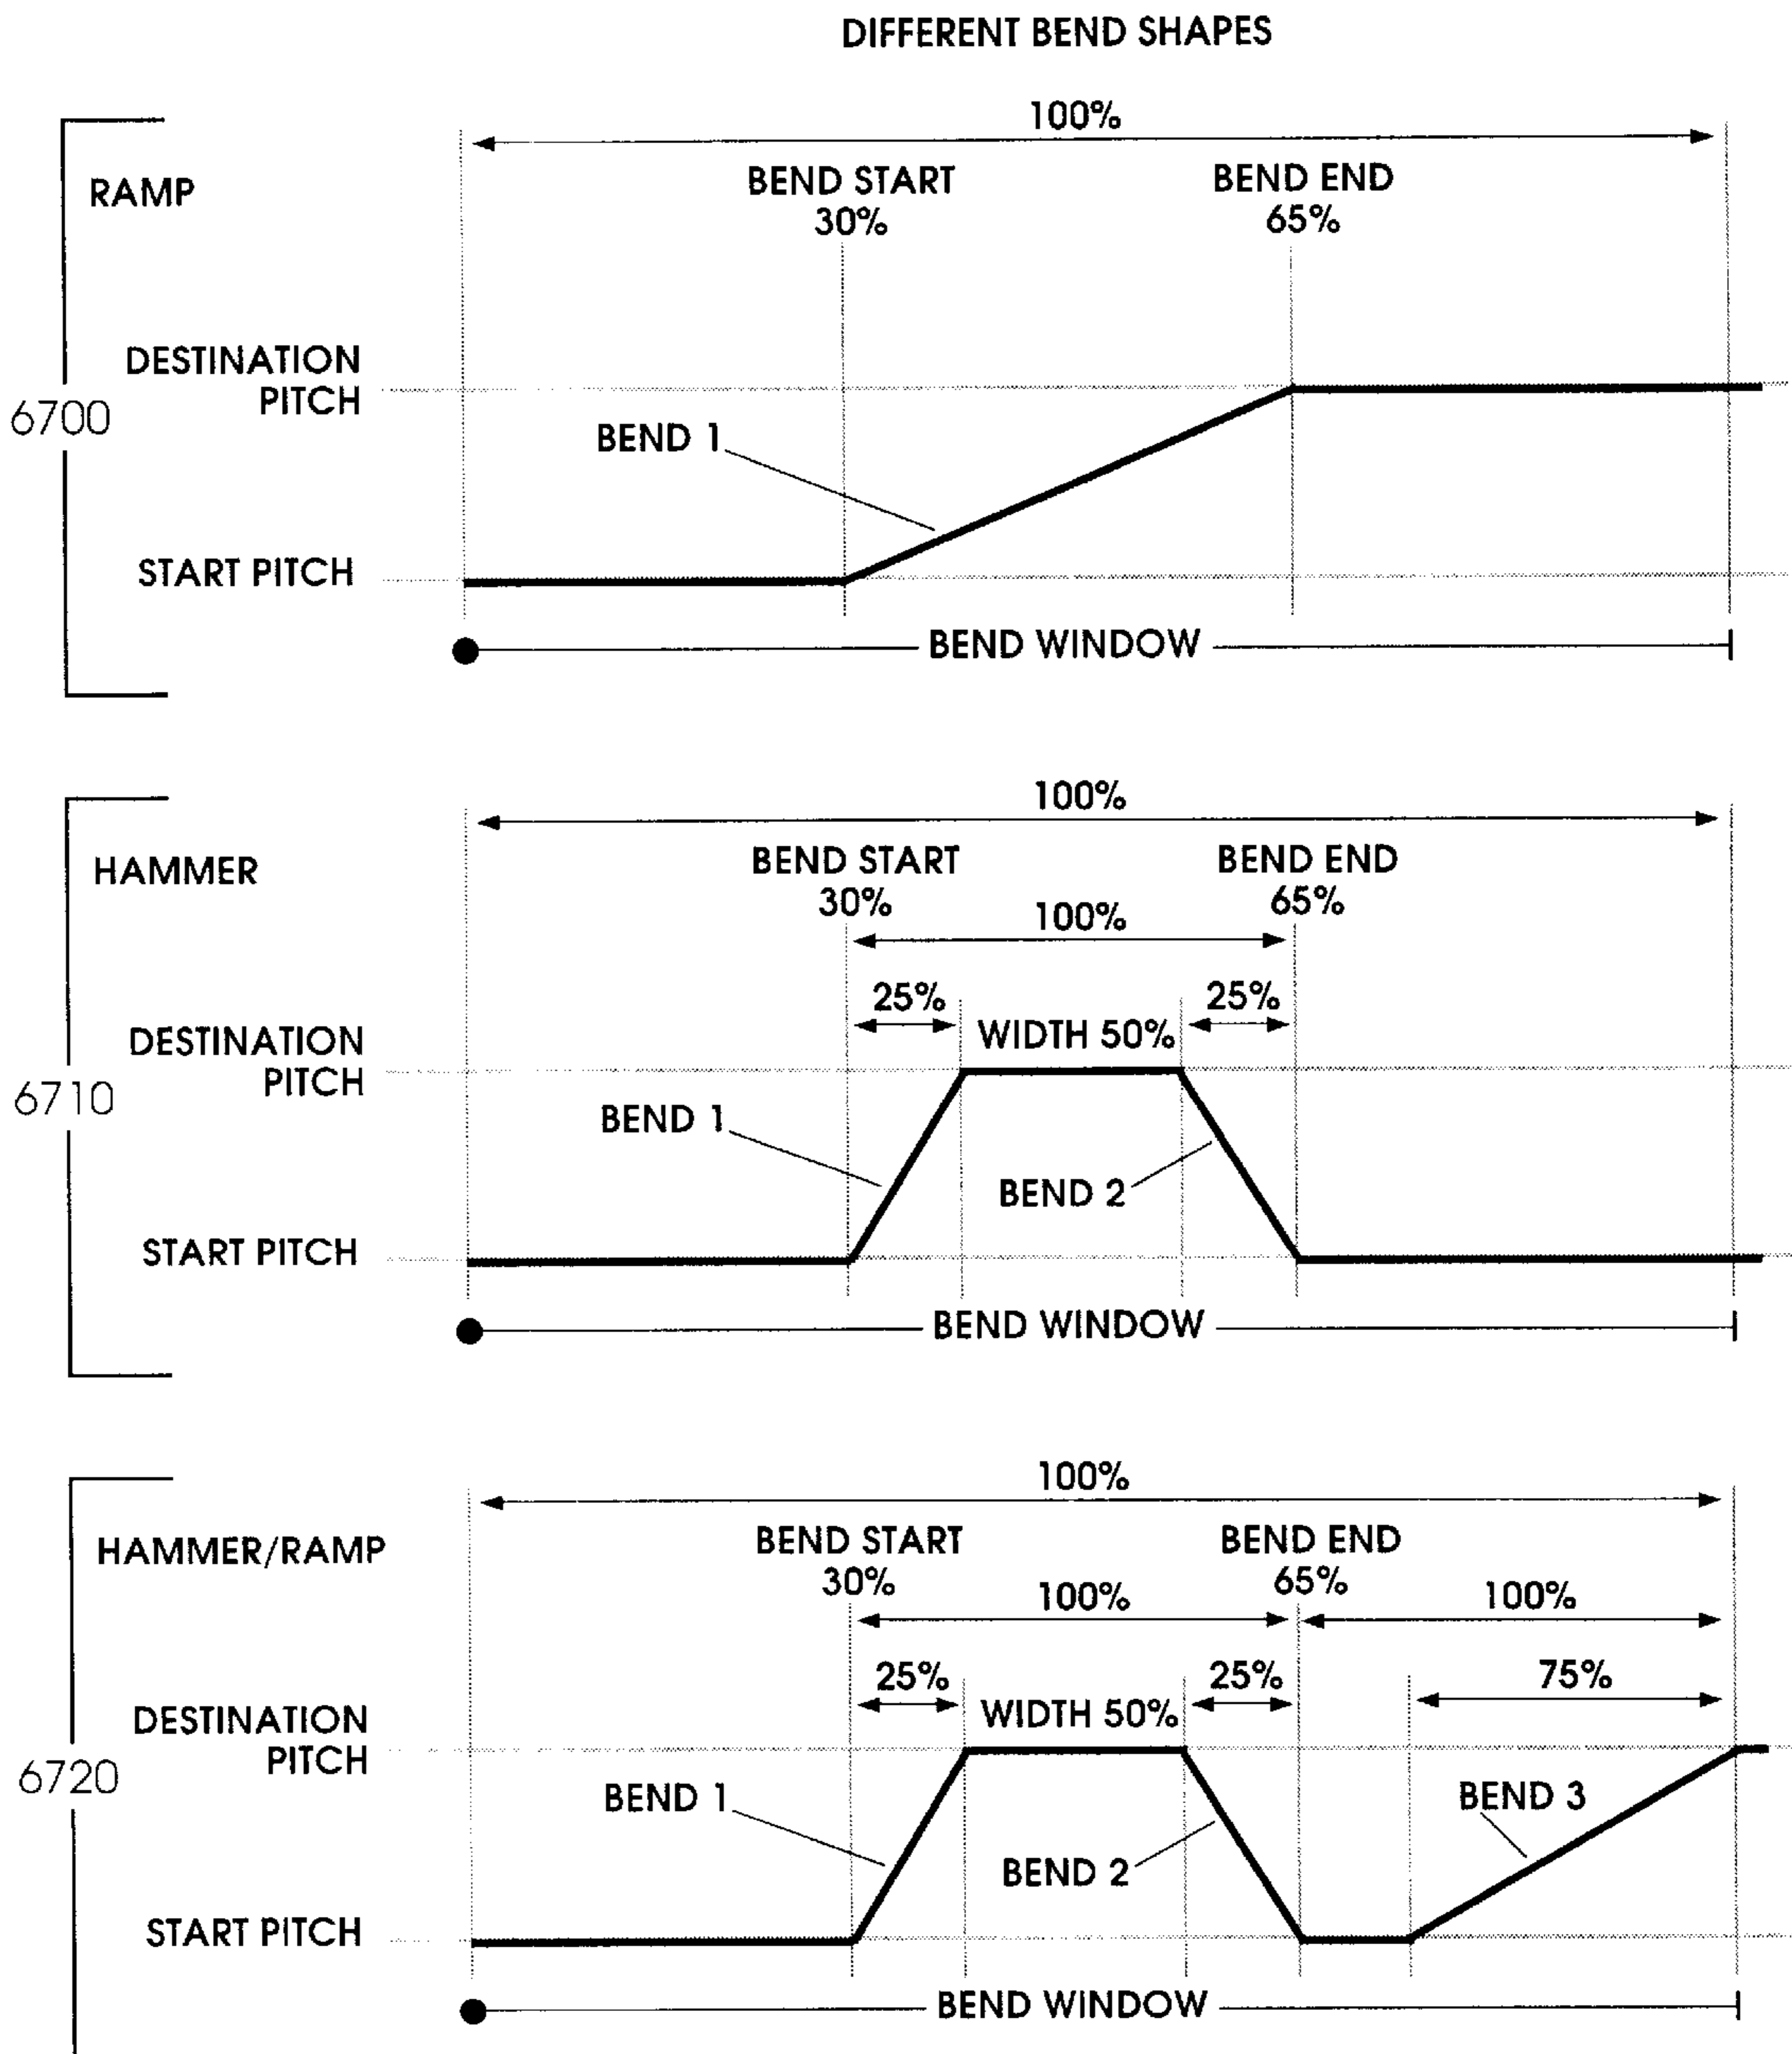 DIFFERENT BEND SHAPES
100%
RAMP
BEND START
30%
BEND END
65%
DESTINATION
PITCH
6700
BEND 1
START PITCH
BEND WINDOW
100%
HAMMER
BEND START
30%
BEND END
65%
100%
25%
WIDTH 50%
25%
DESTINATION
PITCH
6710
BEND 1
BEND 2
START PITCH
BEND WINDOW
100%
HAMMER/RAMP
BEND START
30%
BEND END
65%
100%
100%
25%
WIDTH 50%
25%
75%
DESTINATION
PITCH
6720
BEND 1
BEND 2
BEND 3
START PITCH
BEND WINDOW